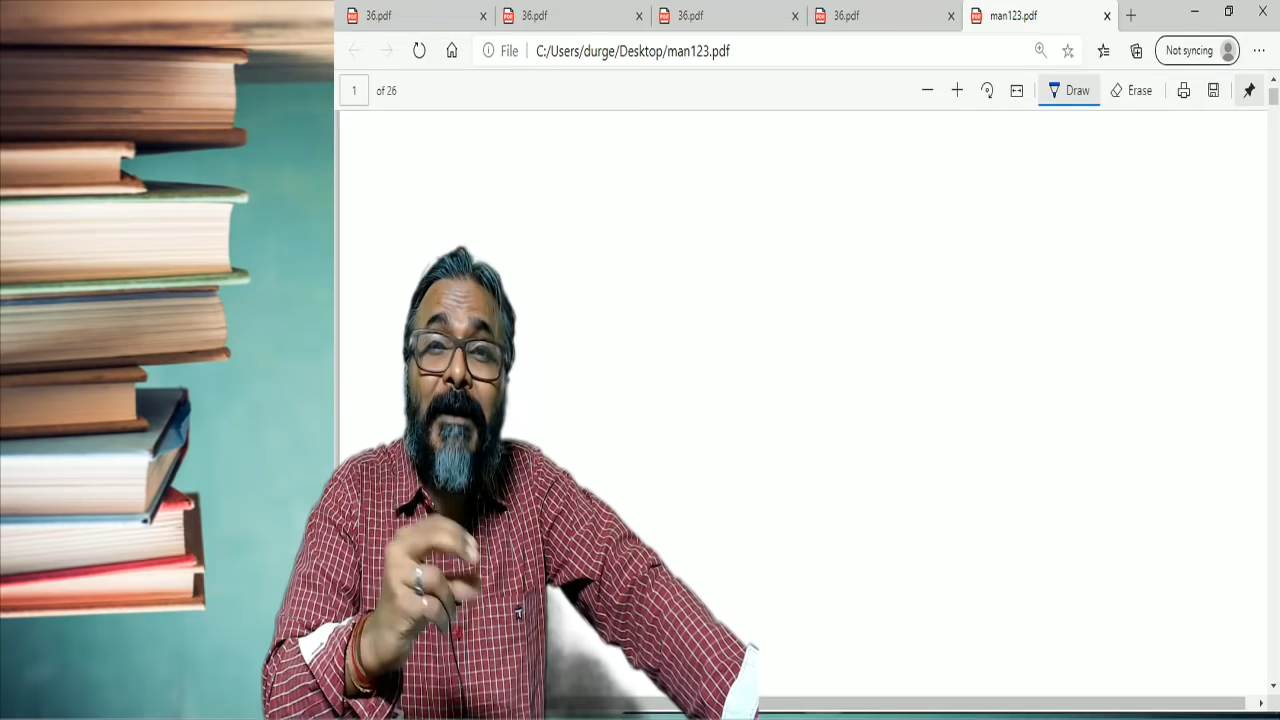 36.pdf 36.pdf 36.pdf 36.pdf man123.pdf
File C:/Users/durge/Desktop/man123.pdf Not syncing
1 of 26 Draw Erase